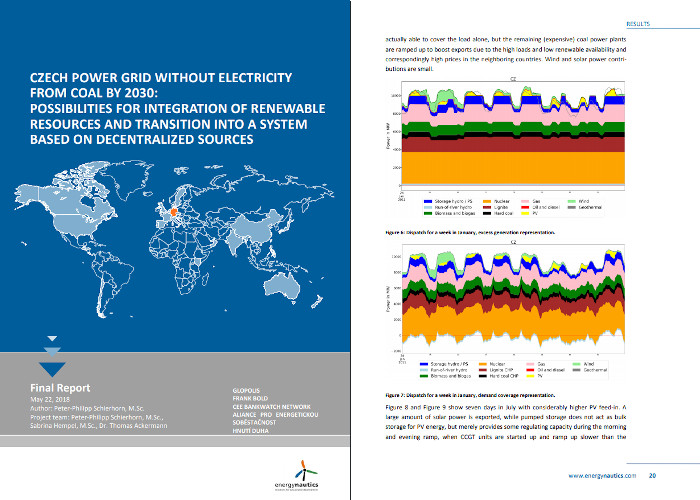 CZECH POWER GRID WITHOUT ELECTRICITY
FROM COAL BY 2030:
POSSIBILITIES FOR INTEGRATION OF RENEWABLE
RESOURCES AND TRANSITION INTO A SYSTEM
BASED ON DECENTRALIZED SOURCES
Final Report
May 22, 2018
Author: Peter-Philipp Schierhorn, M.Sc.
Project team: Peter-Philipp Schierhorn, M.Sc.,
Sabrina Hempel, M.Sc., Dr. Thomas Ackermann
GLOPOLIS
FRANK BOLD
CEE BANKWATCH NETWORK
ALIANCE PRO ENERGETICKOU
SOBĚSTAČNOST
HNUTÍ DUHA
energynautics
RESULTS
actually able to cover the load alone, but the remaining (expensive) coal power plants
are ramped up to boost exports due to the high loads and low renewable availability and
correspondingly high prices in the neighboring countries. Wind and solar power contri-
butions are small.
CZ
Power in MW
Storage hydro / PS Nuclear Gas Wind
Run-of-river hydro Lignite Oil and diesel Geothermal
Biomass and biogas Hard coal PV
Figure 6: Dispatch for a week in January, excess generation representation.
CZ
Power in MW
Storage hydro / PS Nuclear Gas Wind
Run-of-river hydro Lignite CHP Oil and diesel Geothermal
Biomass and biogas Hard coal CHP PV
Figure 7: Dispatch for a week in January, demand coverage representation.
Figure 8 and Figure 9 show seven days in July with considerably higher PV feed-in. A
large amount of solar power is exported, while pumped storage does not act as bulk
storage for PV energy, but merely provides some regulating capacity during the morning
and evening ramp, when CCGT units are started up and ramp up slower than the
www.energynautics.com 20